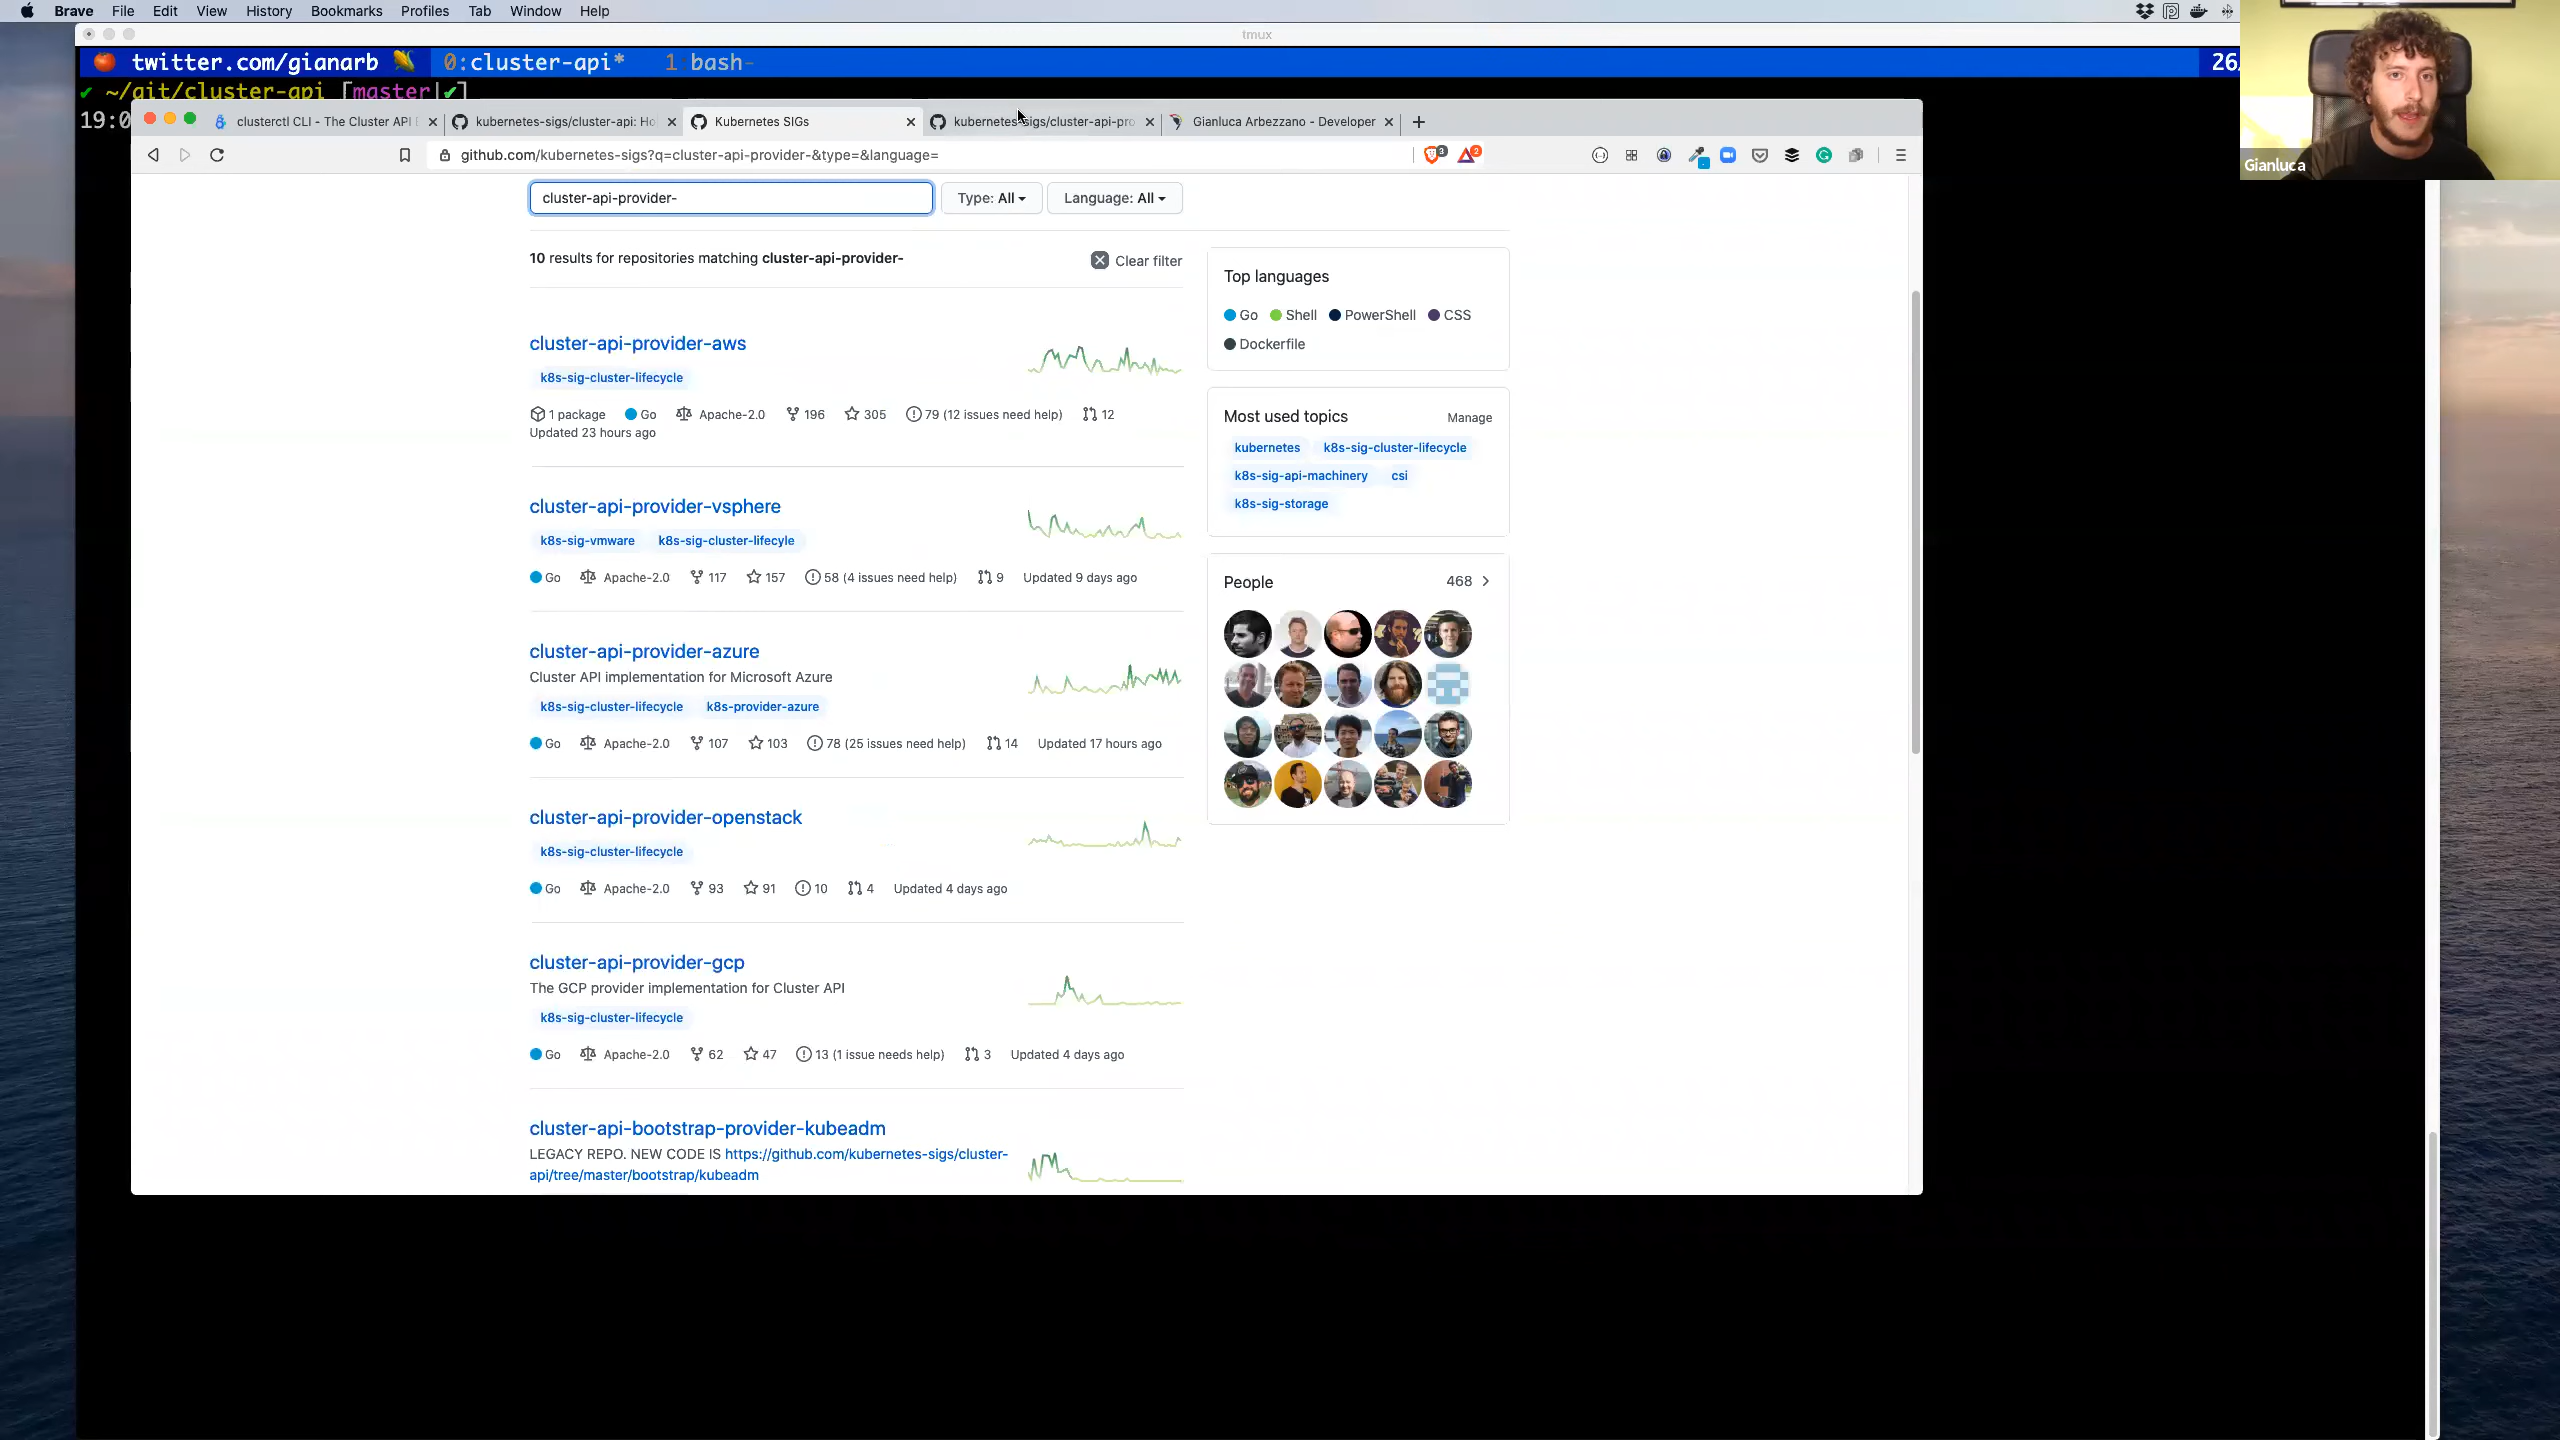 Brave File Edit View History Bookmarks Profiles Tab Window Help
tmux
twitter.com/gianarb 0:cluster-api* 1 bash-
✔ ~/git/cluster-api [master|✔]
clusterctl CLI - The Cluster API
kubernetes-sigs/cluster-api: Ho
Kubernetes SIGs
kubernetes-sigs/cluster-api-pro
Gianluca Arbezzano - Developer
github.com/kubernetes-sigs?q=cluster-api-provider-&type=&language=
3
2
Gianluca
cluster-api-provider-
Type: All
Language: All
10 results for repositories matching cluster-api-provider-
Clear filter
cluster-api-provider-aws
k8s-sig-cluster-lifecycle
1 package Go Apache-2.0 196 305 79 (12 issues need help) 12
Updated 23 hours ago
cluster-api-provider-vsphere
k8s-sig-vmware k8s-sig-cluster-lifecyle
Go Apache-2.0 117 157 58 (4 issues need help) 9 Updated 9 days ago
cluster-api-provider-azure
Cluster API implementation for Microsoft Azure
k8s-sig-cluster-lifecycle k8s-provider-azure
Go Apache-2.0 107 103 78 (25 issues need help) 14 Updated 17 hours ago
cluster-api-provider-openstack
k8s-sig-cluster-lifecycle
Go Apache-2.0 93 91 10 4 Updated 4 days ago
cluster-api-provider-gcp
The GCP provider implementation for Cluster API
k8s-sig-cluster-lifecycle
Go Apache-2.0 62 47 13 (1 issue needs help) 3 Updated 4 days ago
cluster-api-bootstrap-provider-kubeadm
LEGACY REPO. NEW CODE IS https://github.com/kubernetes-sigs/cluster-
api/tree/master/bootstrap/kubeadm
Top languages
Go Shell PowerShell CSS
Dockerfile
Most used topics Manage
kubernetes k8s-sig-cluster-lifecycle
k8s-sig-api-machinery csi
k8s-sig-storage
People 468